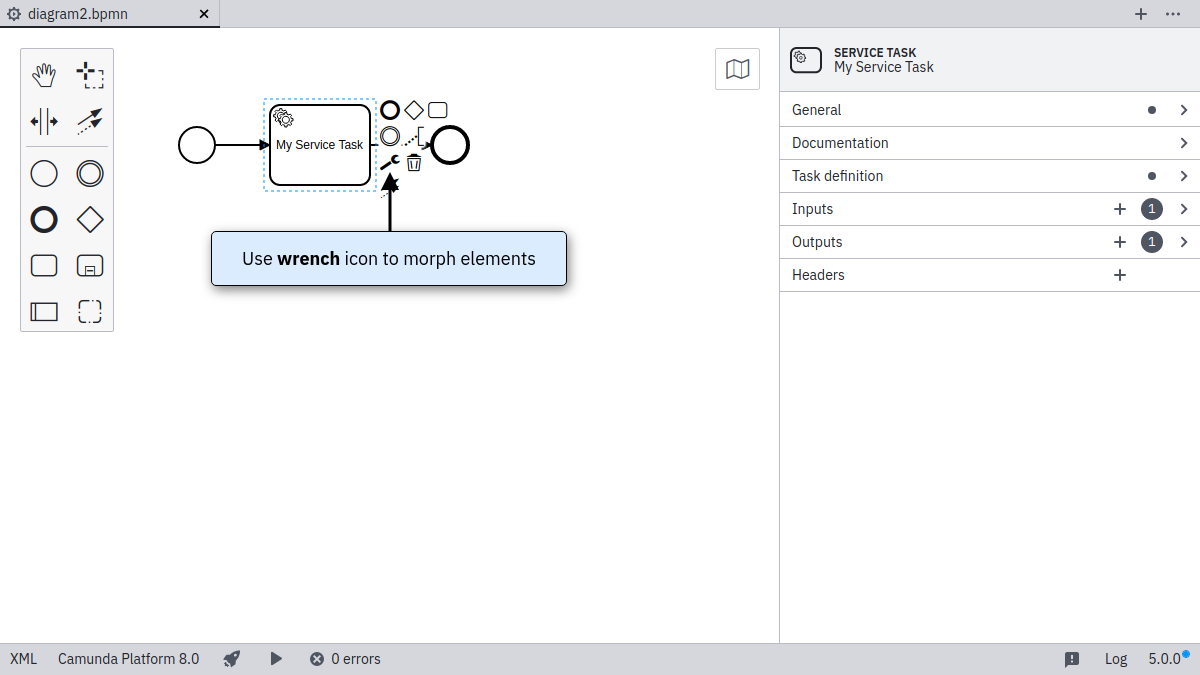 diagram2.bpmn
SERVICE TASK
My Service Task
General
Documentation
Task definition
Inputs 1
Outputs 1
Headers
My Service Task
Use wrench icon to morph elements
XML Camunda Platform 8.0 0 errors Log 5.0.0